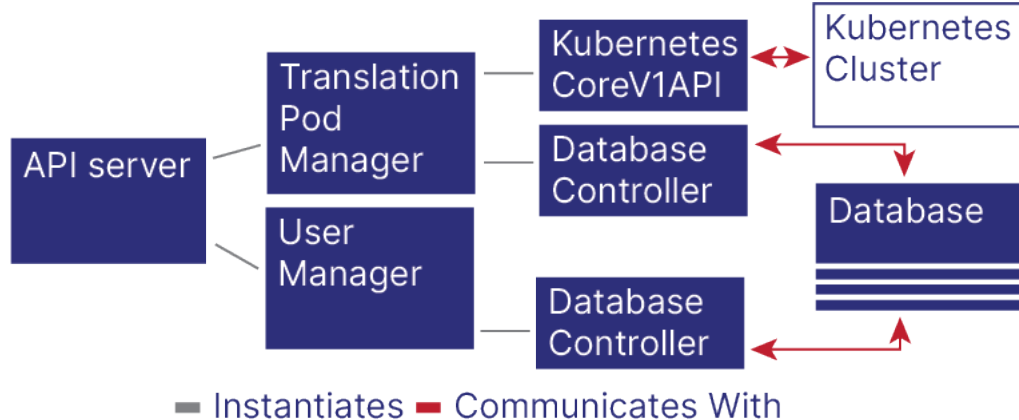 API server
Translation
Pod
Manager
User
Manager
Kubernetes
CoreV1API
Database
Controller
Database
Controller
Kubernetes
Cluster
Database
Instantiates
Communicates With